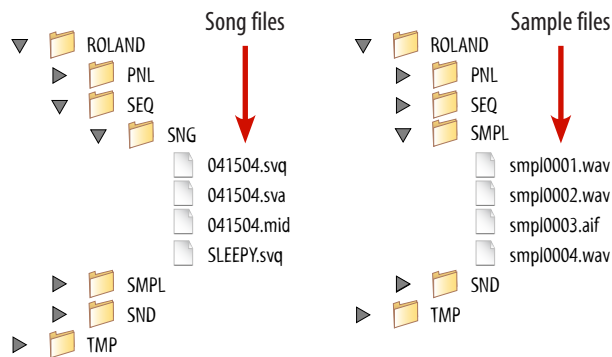 Song files
ROLAND
PNL
SEQ
SNG
041504.svq
041504.sva
041504.mid
SLEEPY.svq
SMPL
SND
TMP
Sample files
ROLAND
PNL
SEQ
SMPL
smpl0001.wav
smpl0002.wav
smpl0003.aif
smpl0004.wav
SND
TMP